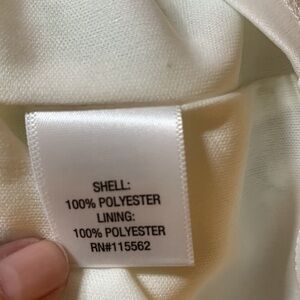 SHELL:
100% POLYESTER
LINING:
100% POLYESTER
RN#115562